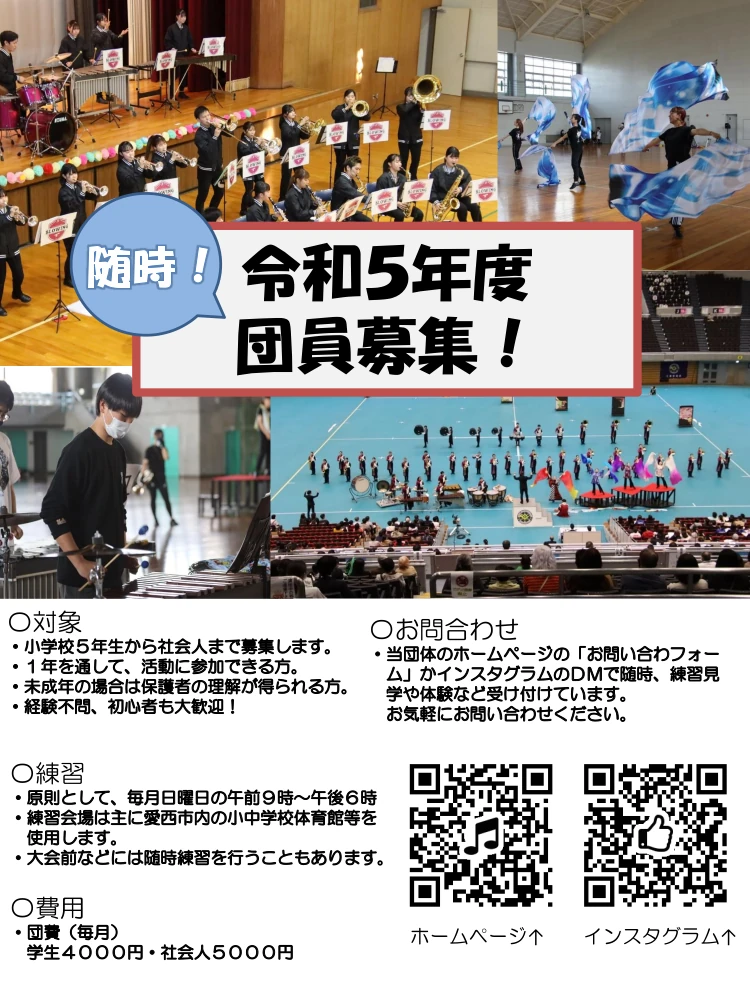 随時！
令和5年度
団員募集！
BLOWING
TAMA
〇対象
・小学校５年生から社会人まで募集します。
・１年を通して、活動に参加できる方。
・未成年の場合は保護者の理解が得られる方。
・経験不問、初心者も大歓迎！
〇お問合わせ
・当団体のホームページの「お問い合わフォー
ム」かインスタグラムのＤＭで随時、練習見
学や体験など受け付けています。
お気軽にお問い合わせください。
〇練習
・原則として、毎月日曜日の午前９時～午後６時
・練習会場は主に愛西市内の小中学校体育館等を
使用します。
・大会前などには随時練習を行うこともあります。
〇費用
・団費（毎月）
学生４０００円・社会人５０００円
ホームページ↑
インスタグラム↑